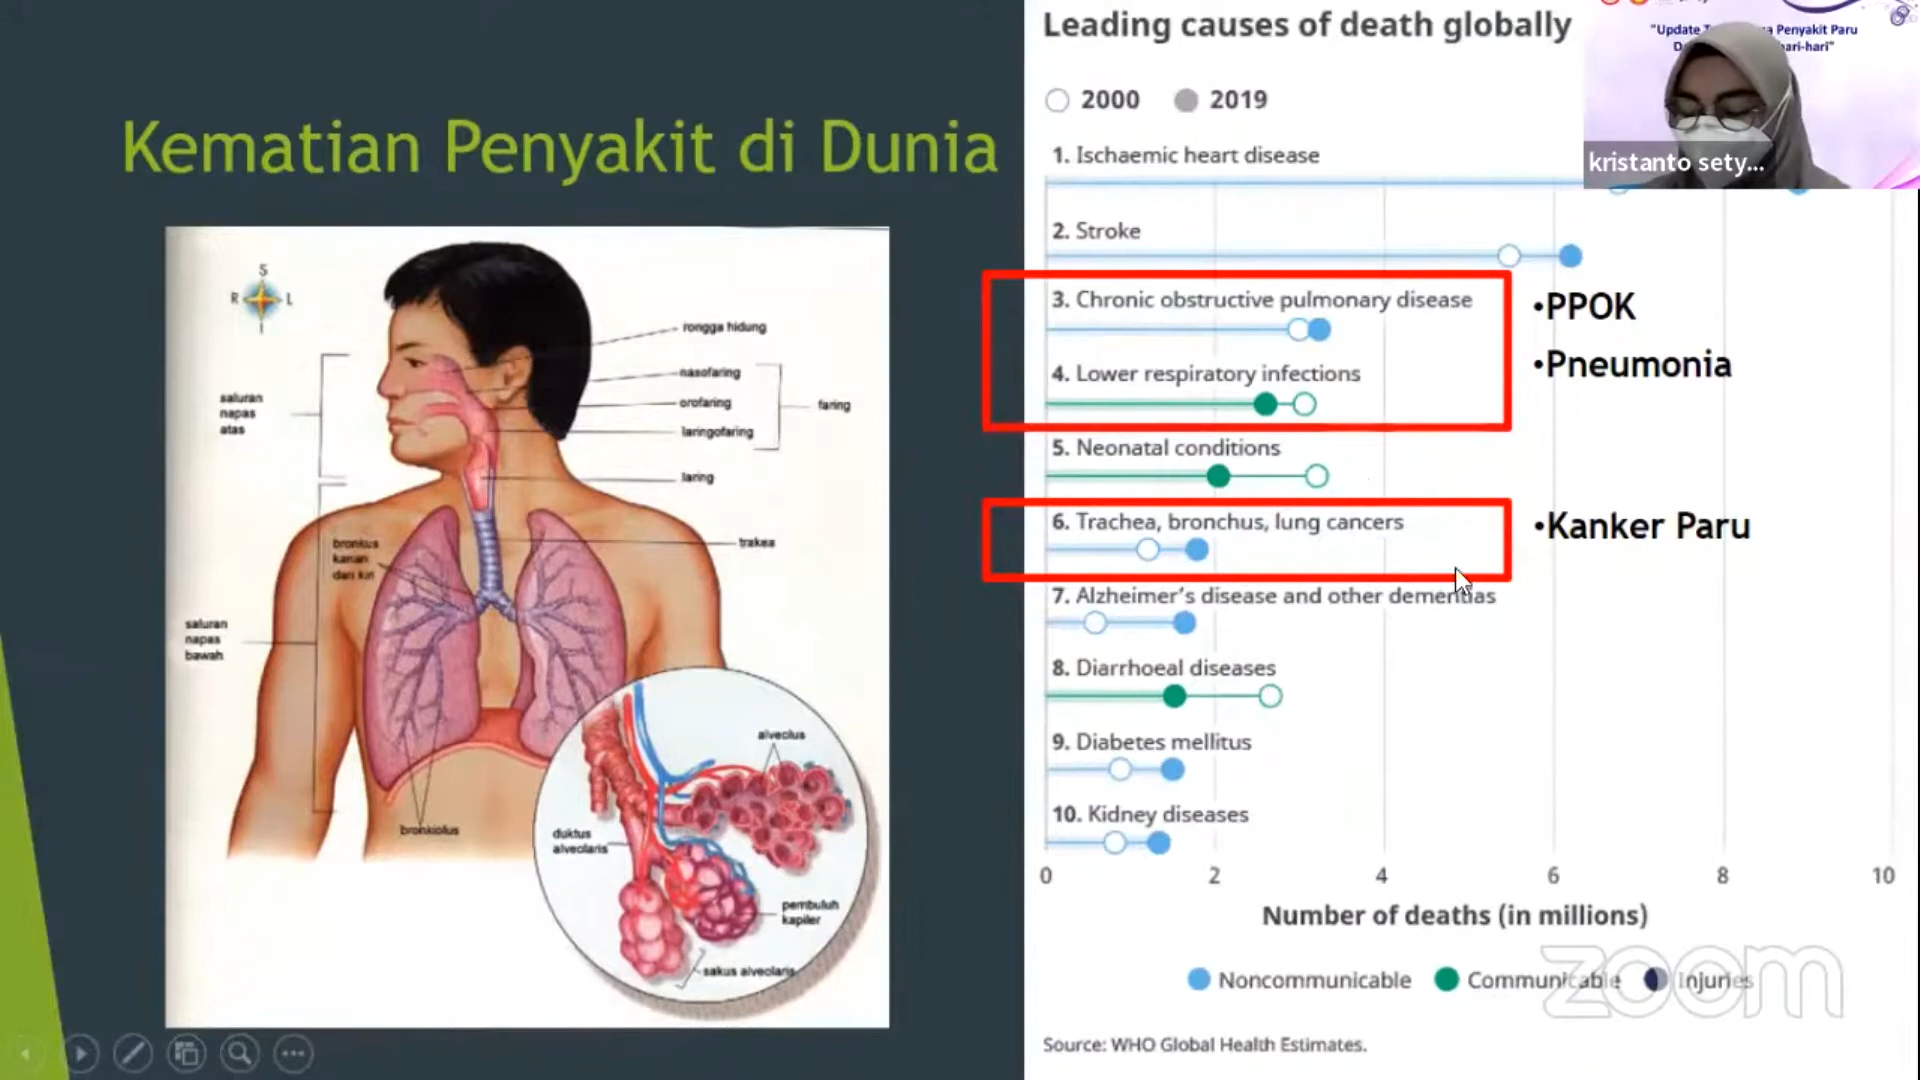 Kematian Penyakit di Dunia
S
R
L
I
rongga hidung
nasofaring
orofaring
faring
laringofaring
laring
saluran
napas
atas
trakea
bronkus
kanan
dan kiri
saluran
napas
bawah
bronkiolus
alveolus
duktus
alveolaris
pembuluh
kapiler
sakus alveolaris
Leading causes of death globally
2000
2019
1. Ischaemic heart disease
2. Stroke
3. Chronic obstructive pulmonary disease
4. Lower respiratory infections
5. Neonatal conditions
6. Trachea, bronchus, lung cancers
7. Alzheimer's disease and other dementias
8. Diarrhoeal diseases
9. Diabetes mellitus
10. Kidney diseases
0 2 4 6 8 10
Number of deaths (in millions)
Noncommunicable Communicable Injuries
Source: WHO Global Health Estimates.
•PPOK
•Pneumonia
•Kanker Paru
"Update
Penyakit Paru
kristanto sety...
zoom